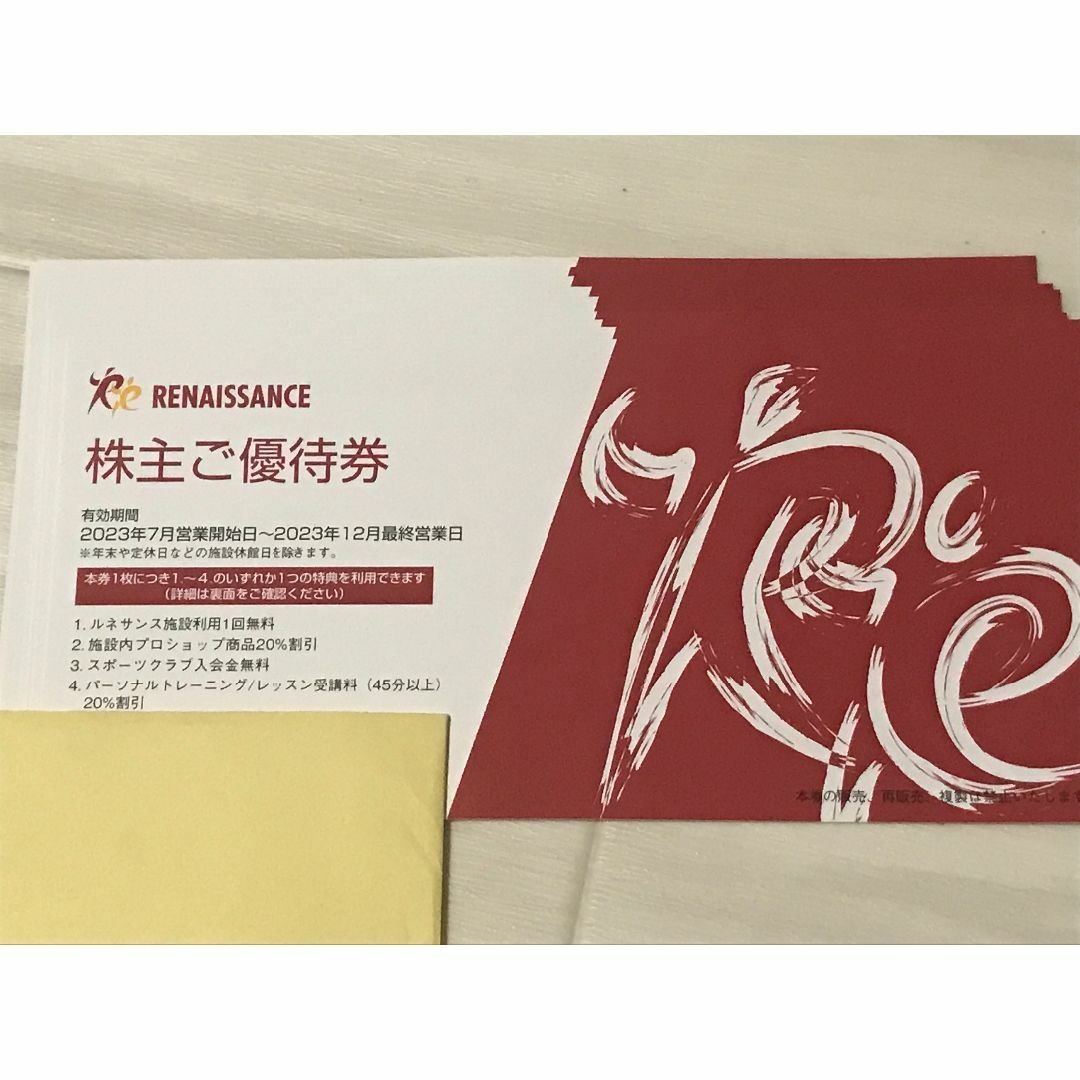 Re RENAISSANCE
株主ご優待券
有効期間
2023年7月営業開始日～2023年12月最終営業日
※年末や定休日などの施設休館日を除きます。
本券1枚につき1.～4.のいずれか1つの特典を利用できます
（詳細は裏面をご確認ください）
1. ルネサンス施設利用1回無料
2. 施設内プロショップ商品20%割引
3. スポーツクラブ入会金無料
4. パーソナルトレーニング/レッスン受講料（45分以上）
20%割引
Re
本券の販売、再販売、複製は禁止いたします